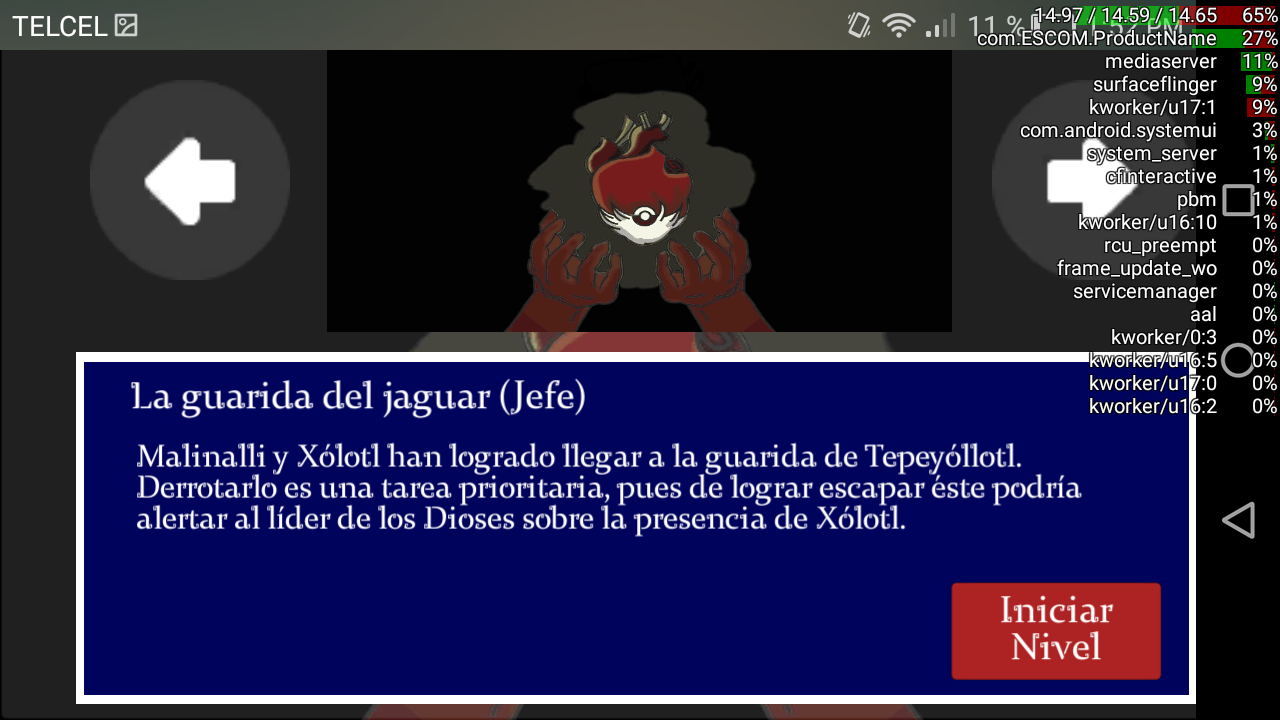 TELCEL
11 %
14.97 / 14.59 / 14.65 65%
com.ESCOM.ProductName 27%
mediaserver 11%
surfaceflinger 9%
kworker/u17:1 9%
com.android.systemui 3%
system_server 1%
cfinteractive 1%
pbm 1%
kworker/u16:10 1%
rcu_preempt 0%
frame_update_wo 0%
servicemanager 0%
aal 0%
kworker/0:3 0%
kworker/u16:5 0%
kworker/u17:0 0%
kworker/u16:2 0%
La guarida del jaguar (Jefe)
Malinalli y Xólotl han logrado llegar a la guarida de Tepeyóllotl.
Derrotarlo es una tarea prioritaria, pues de lograr escapar éste podría
alertar al líder de los Dioses sobre la presencia de Xólotl.
Iniciar
Nivel